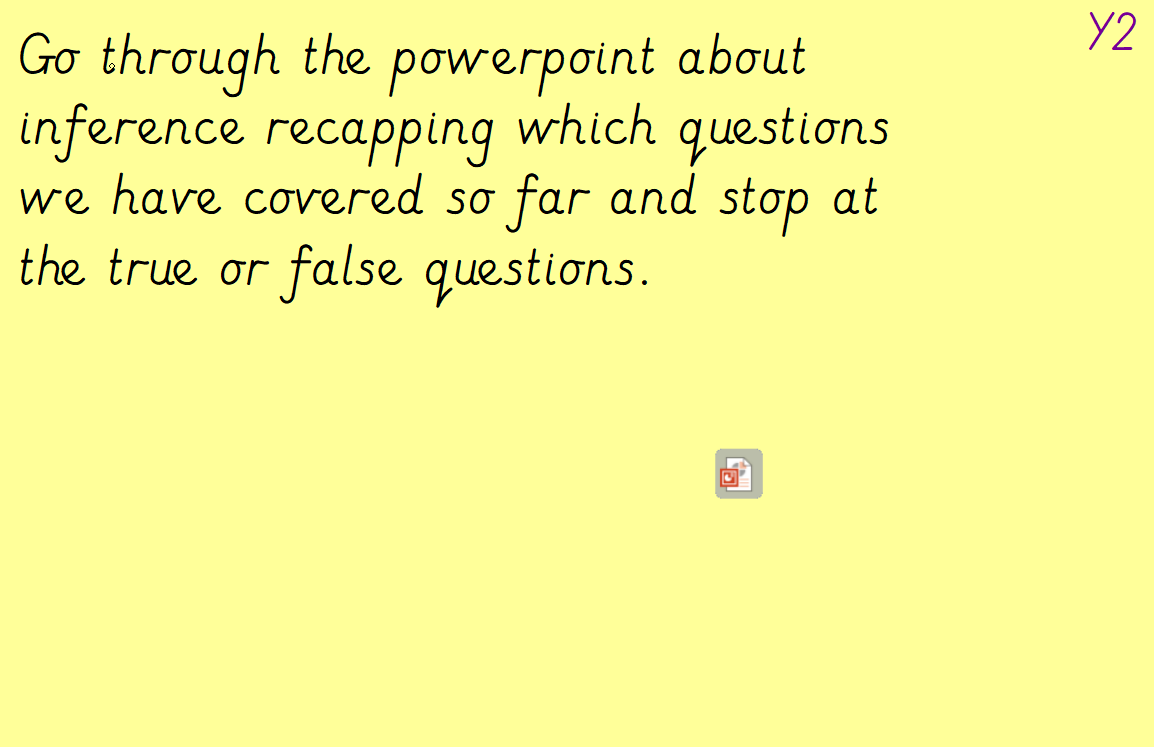 Go through the powerpoint about
inference recapping which questions
we have covered so far and stop at
the true or false questions.
Y2